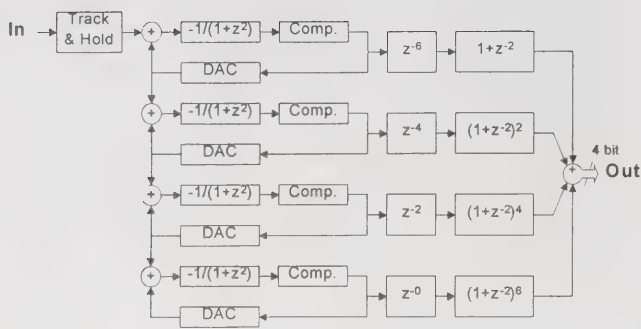 In
Track
& Hold
+
-1/(1+z²)
Comp.
DAC
z⁻⁶
1+z⁻²
+
-1/(1+z²)
Comp.
DAC
z⁻⁴
(1+z⁻²)²
+
4 bit
Out
+
-1/(1+z²)
Comp.
DAC
z⁻²
(1+z⁻²)⁴
+
-1/(1+z²)
Comp.
DAC
z⁻⁰
(1+z⁻²)⁶